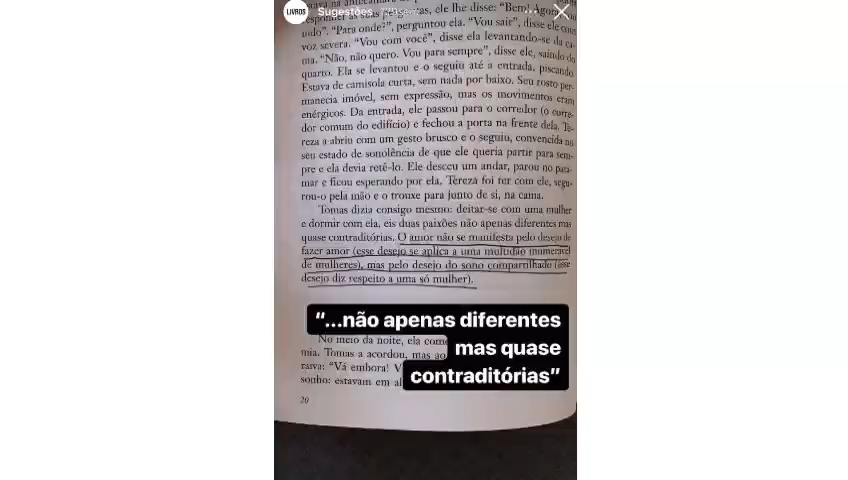 LIVROS
Sugestões
estava na antecâmara
responder às suas perguntas, ele lhe disse: "Bem! Agora vou
indo". "Para onde?", perguntou ela. "Vou sair", disse ele com
voz severa. "Vou com você", disse ela levantando-se da ca-
ma. "Não, não quero. Vou para sempre", disse ele, saindo do
quarto. Ela se levantou e o seguiu até a entrada, piscando.
Estava de camisola curta, sem nada por baixo. Seu rosto per-
manecia imóvel, sem expressão, mas os movimentos eram
enérgicos. Da entrada, ele passou para o corredor (o corre-
dor comum do edifício) e fechou a porta na frente dela. Te-
reza a abriu com um gesto brusco e o seguiu, convencida no
seu estado de sonolência de que ele queria partir para sem-
pre e ela devia retê-lo. Ele desceu um andar, parou no pata-
mar e ficou esperando por ela. Tereza foi ter com ele, segu-
rou-o pela mão e o trouxe para junto de si, na cama.
Tomas dizia consigo mesmo: deitar-se com uma mulher
e dormir com ela, eis duas paixões não apenas diferentes mas
quase contraditórias. O amor não se manifesta pelo desejo de
fazer amor (esse desejo se aplica a uma multidão inumerável
de mulheres), mas pelo desejo do sono compartilhado (esse
desejo diz respeito a uma só mulher).
"...não apenas diferentes
mas quase
contraditórias"
No meio da noite, ela come
mia. Tomas a acordou, mas ao
raiva: "Vá embora! V
sonho: estavam em al
20